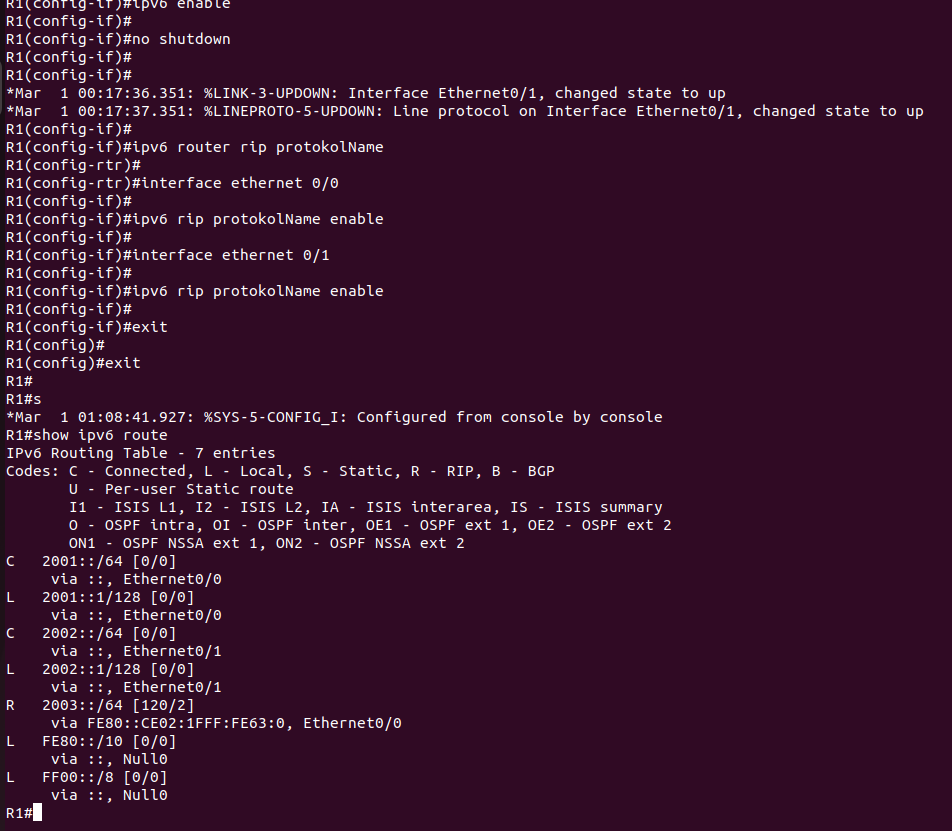 R1(config-if)#ipv6 enable
R1(config-if)#
R1(config-if)#no shutdown
R1(config-if)#
R1(config-if)#
*Mar  1 00:17:36.351: %LINK-3-UPDOWN: Interface Ethernet0/1, changed state to up
*Mar  1 00:17:37.351: %LINEPROTO-5-UPDOWN: Line protocol on Interface Ethernet0/1, changed state to up
R1(config-if)#
R1(config-if)#ipv6 router rip protokolName
R1(config-rtr)#
R1(config-rtr)#interface ethernet 0/0
R1(config-if)#
R1(config-if)#ipv6 rip protokolName enable
R1(config-if)#
R1(config-if)#interface ethernet 0/1
R1(config-if)#
R1(config-if)#ipv6 rip protokolName enable
R1(config-if)#
R1(config-if)#exit
R1(config)#
R1(config)#exit
R1#
R1#s
*Mar  1 01:08:41.927: %SYS-5-CONFIG_I: Configured from console by console
R1#show ipv6 route
IPv6 Routing Table - 7 entries
Codes: C - Connected, L - Local, S - Static, R - RIP, B - BGP
       U - Per-user Static route
       I1 - ISIS L1, I2 - ISIS L2, IA - ISIS interarea, IS - ISIS summary
       O - OSPF intra, OI - OSPF inter, OE1 - OSPF ext 1, OE2 - OSPF ext 2
       ON1 - OSPF NSSA ext 1, ON2 - OSPF NSSA ext 2
C   2001::/64 [0/0]
     via ::, Ethernet0/0
L   2001::1/128 [0/0]
     via ::, Ethernet0/0
C   2002::/64 [0/0]
     via ::, Ethernet0/1
L   2002::1/128 [0/0]
     via ::, Ethernet0/1
R   2003::/64 [120/2]
     via FE80::CE02:1FFF:FE63:0, Ethernet0/0
L   FE80::/10 [0/0]
     via ::, Null0
L   FF00::/8 [0/0]
     via ::, Null0
R1#